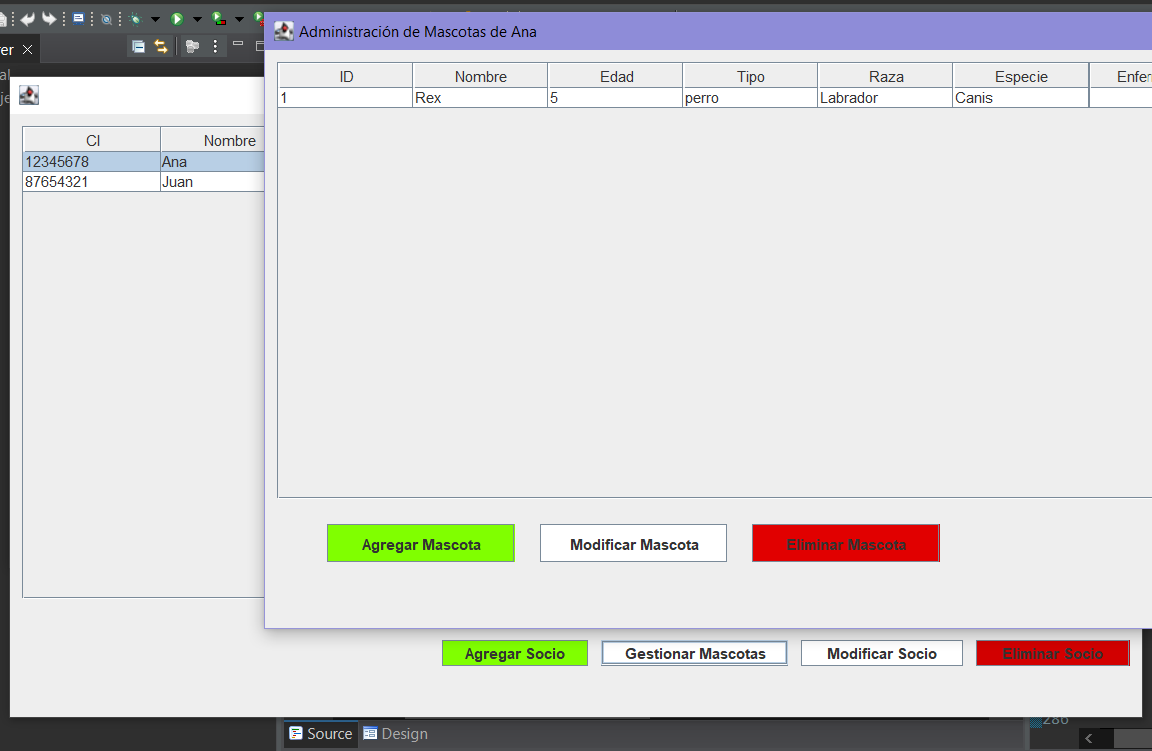 Administración de Mascotas de Ana
ID Nombre Edad Tipo Raza Especie Enfer
1 Rex 5 perro Labrador Canis
Agregar Mascota Modificar Mascota Eliminar Mascota
er
al
je
CI Nombre
12345678 Ana
87654321 Juan
Agregar Socio Gestionar Mascotas Modificar Socio Eliminar Socio
Source Design
286